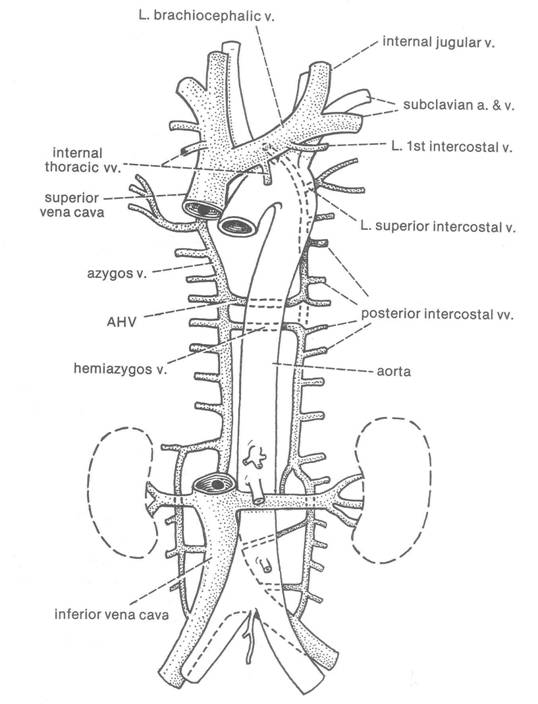 L. brachiocephalic v.
internal jugular v.
subclavian a. & v.
internal
thoracic vv.
L. 1st intercostal v.
superior
vena cava
L. superior intercostal v.
azygos v.
AHV
posterior intercostal vv.
hemiazygos v.
aorta
inferior vena cava